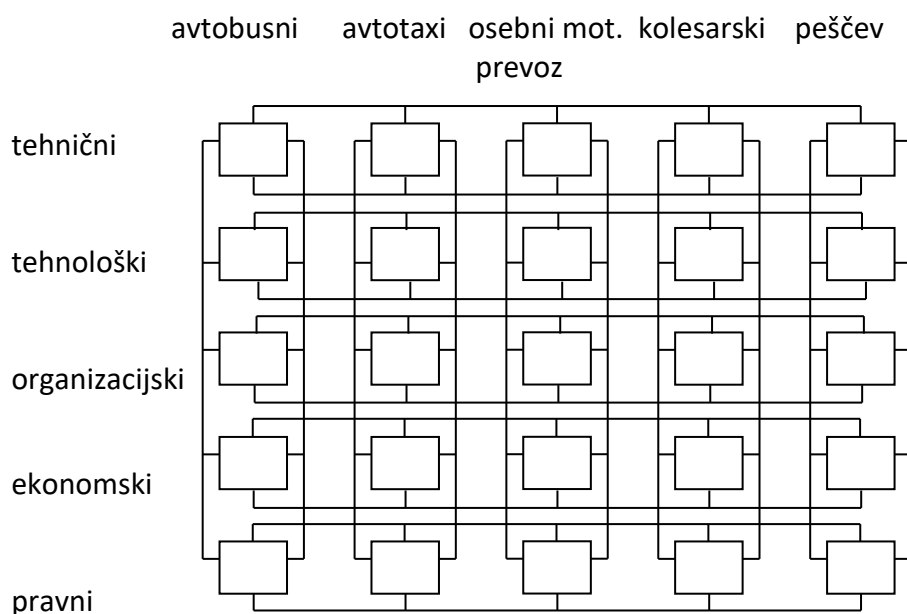 avtobusni avtotaxi osebni mot. kolesarski peščev
prevoz
tehnični
tehnološki
organizacijski
ekonomski
pravni